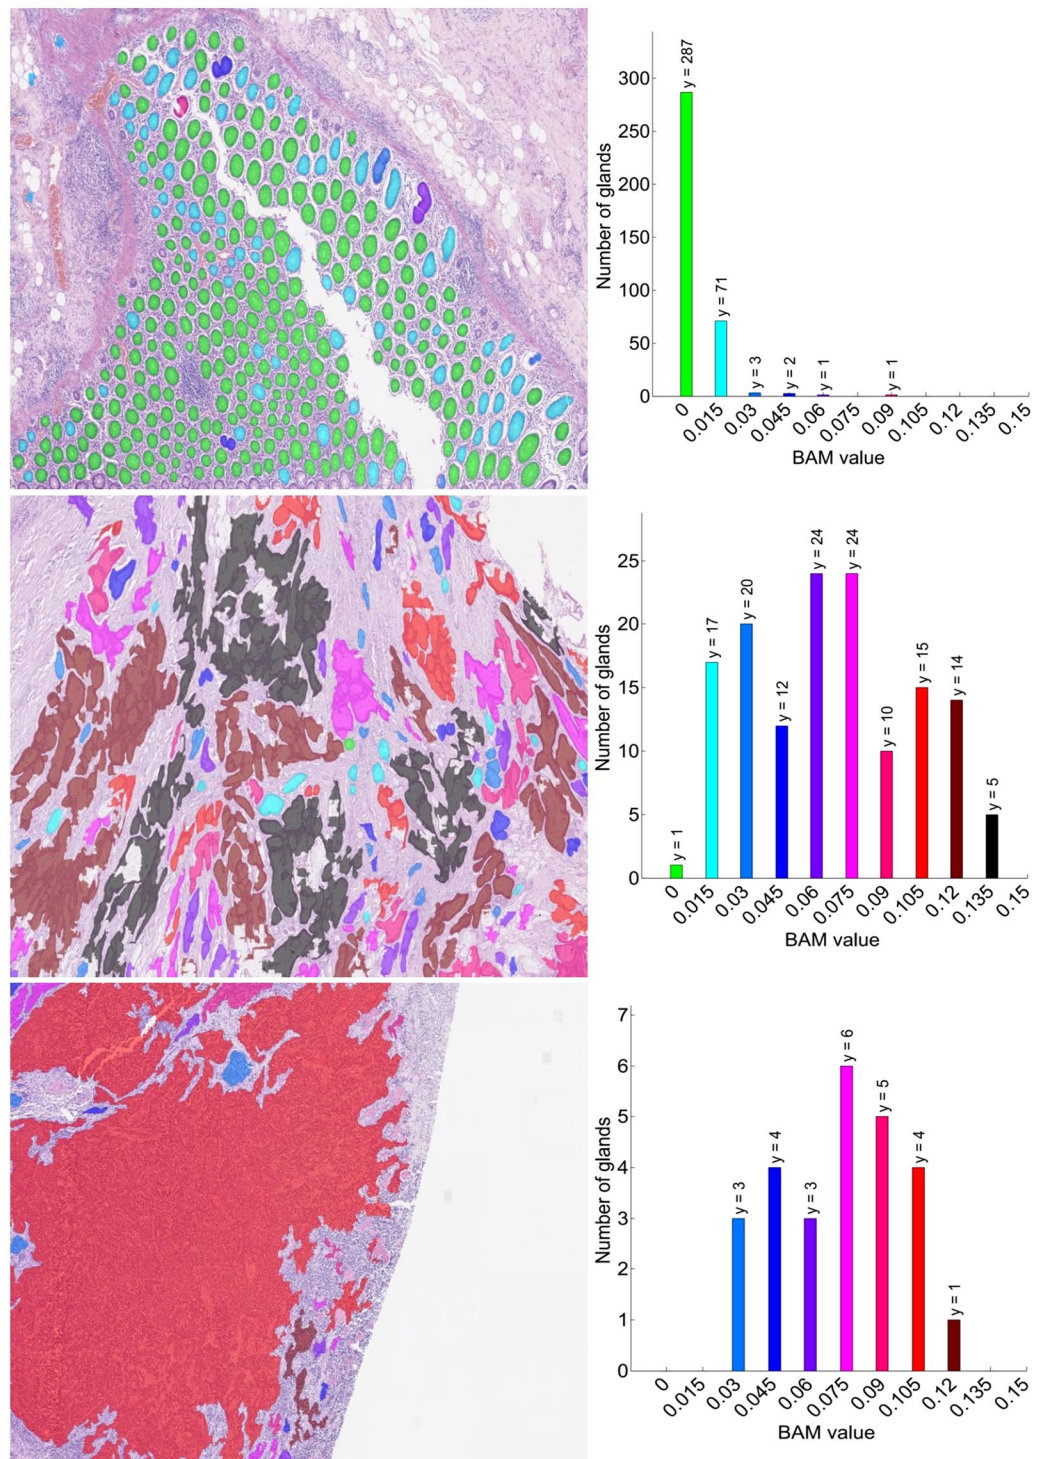 Number of glands
300
250
200
150
100
50
0
y = 287
y = 71
y = 3
y = 2
y = 1
y = 1
0 0.015 0.03 0.045 0.06 0.075 0.09 0.105 0.12 0.135 0.15
BAM value
Number of glands
25
20
15
10
5
0
y = 1
y = 17
y = 20
y = 12
y = 24
y = 24
y = 10
y = 15
y = 14
y = 5
0 0.015 0.03 0.045 0.06 0.075 0.09 0.105 0.12 0.135 0.15
BAM value
Number of glands
7
6
5
4
3
2
1
0
y = 3
y = 4
y = 3
y = 6
y = 5
y = 4
y = 1
0 0.015 0.03 0.045 0.06 0.075 0.09 0.105 0.12 0.135 0.15
BAM value